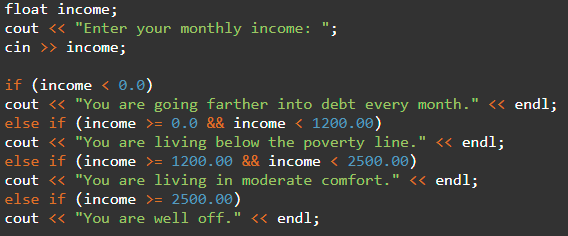 float income;
cout << "Enter your monthly income: ";
cin >> income;
if (income < 0.0)
cout << "You are going farther into debt every month." << endl;
else if (income >= 0.0 && income < 1200.00)
cout << "You are living below the poverty line." << endl;
else if (income >= 1200.00 && income < 2500.00)
cout << "You are living in moderate comfort." << endl;
else if (income >= 2500.00)
cout << "You are well off." << endl;